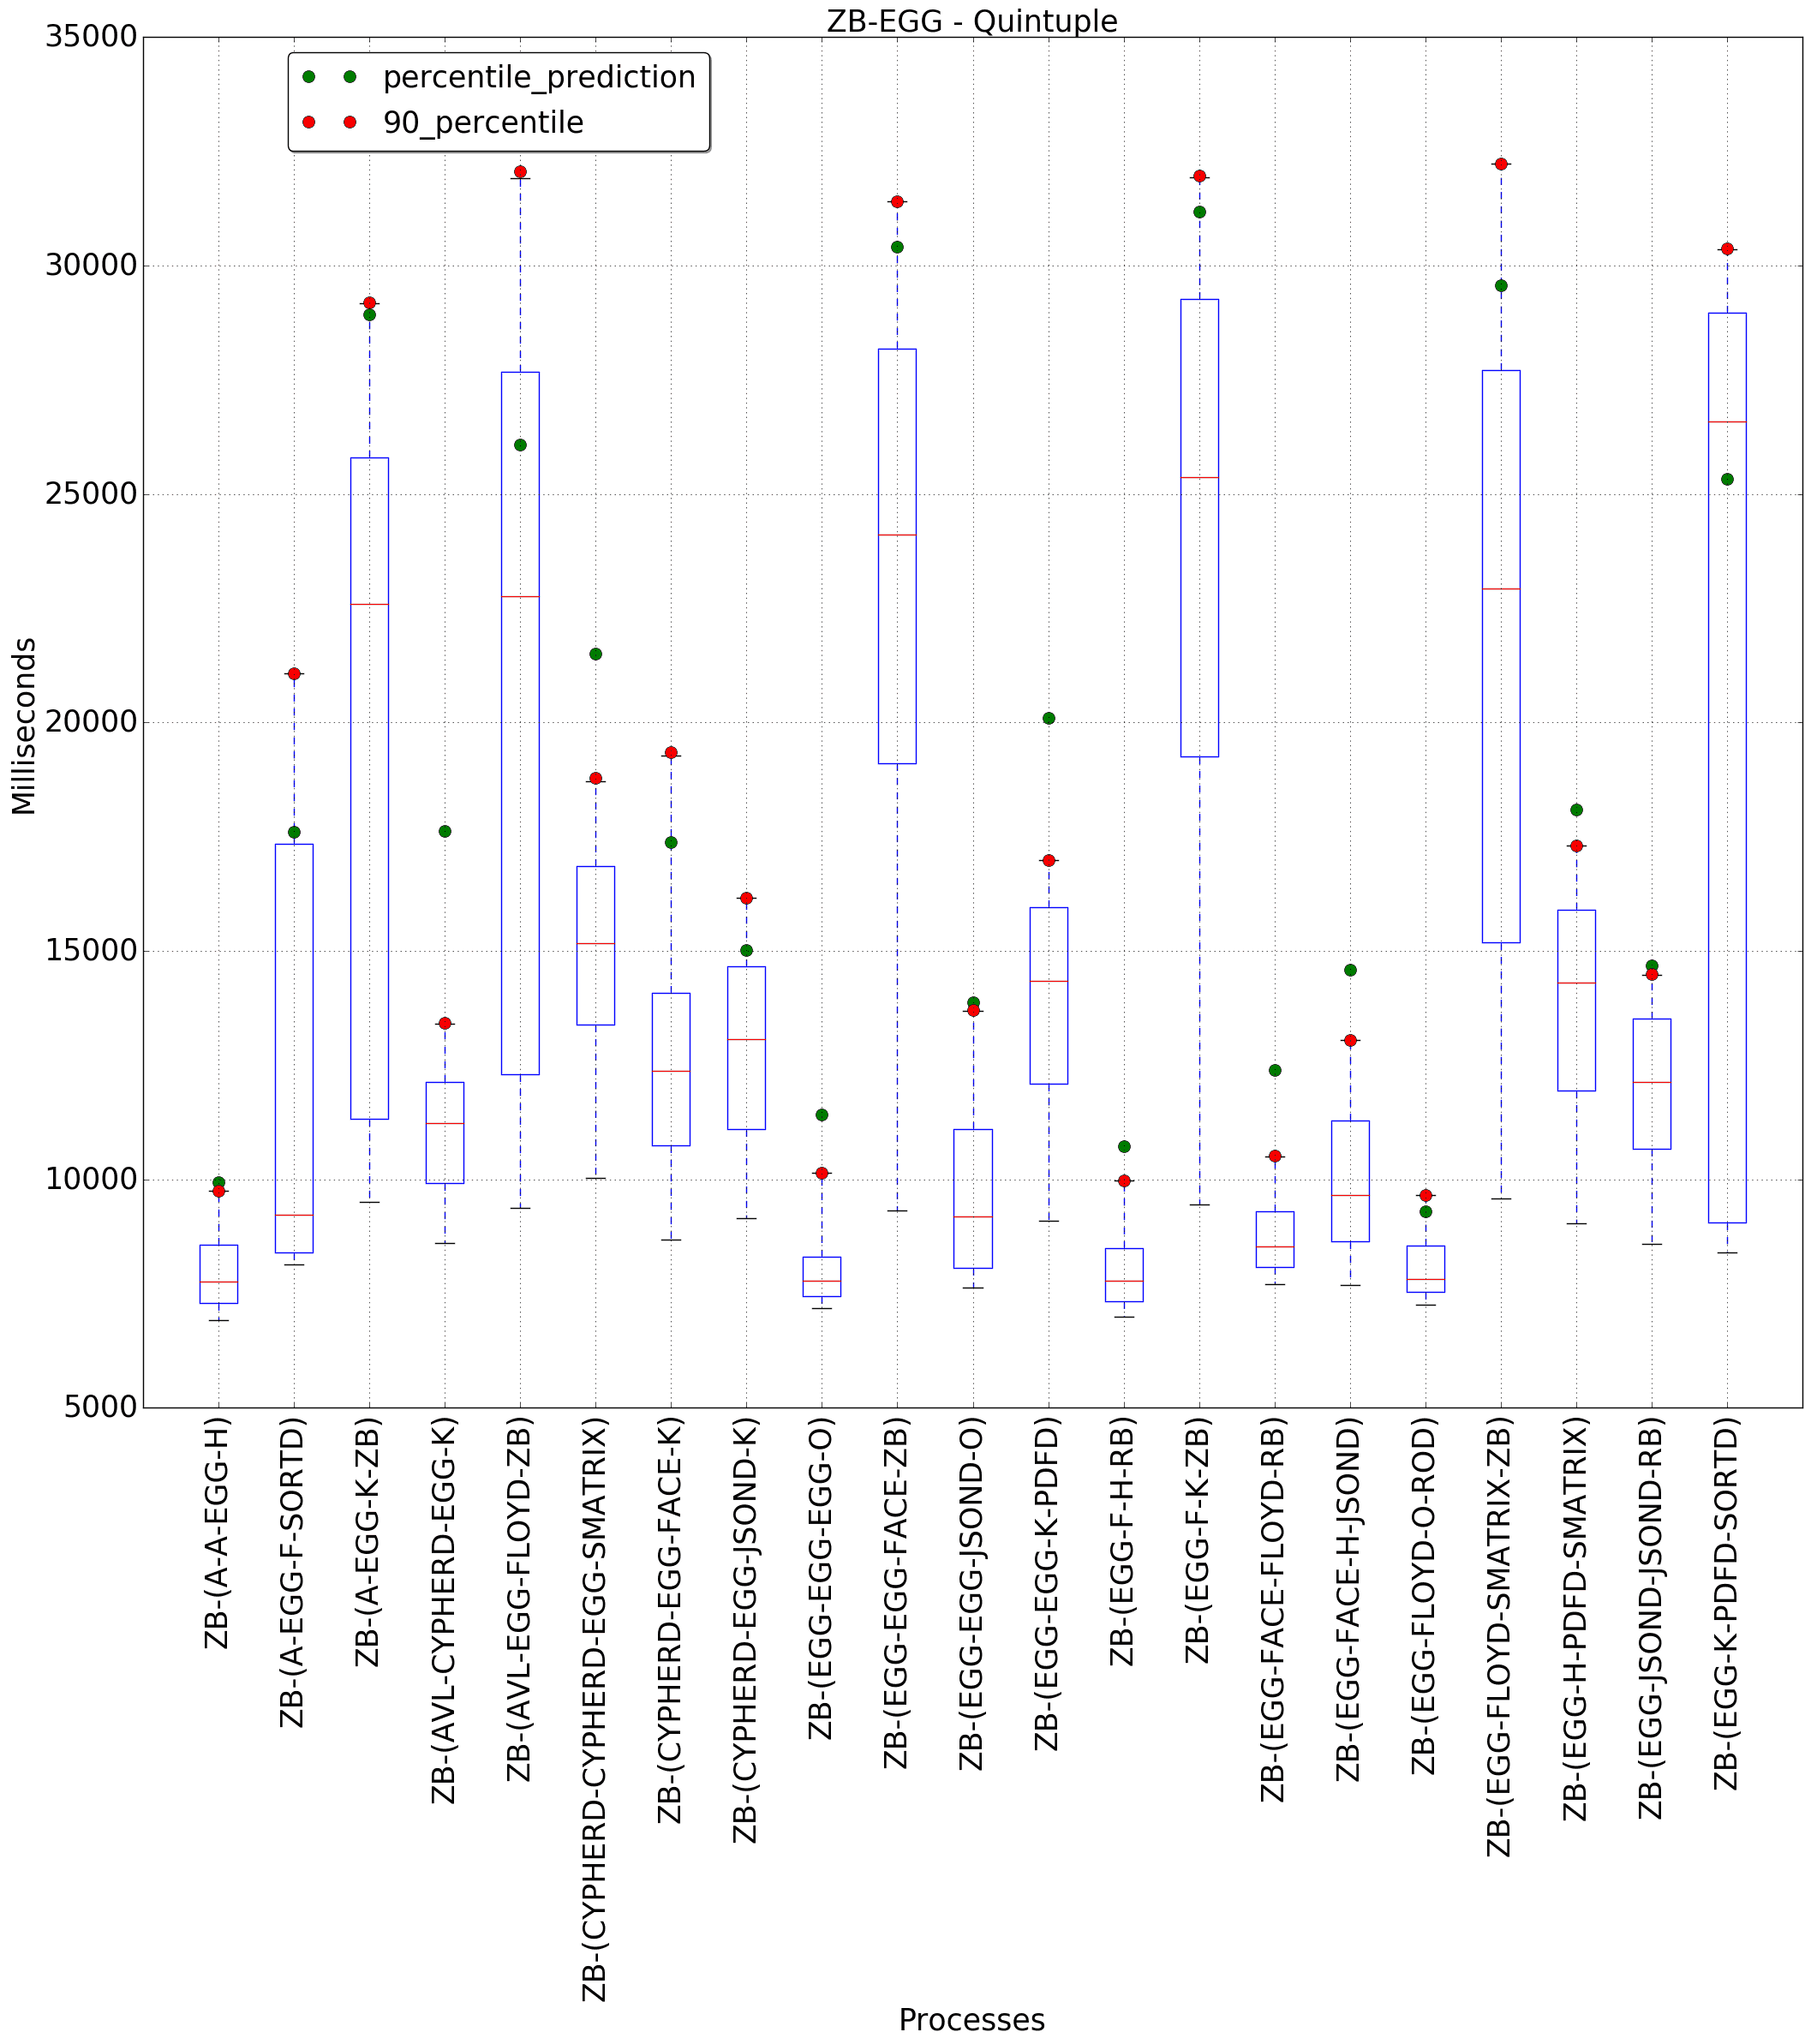 ZB-EGG - Quintuple
percentile_prediction
90_percentile
35000
30000
25000
20000
15000
10000
5000
Milliseconds
ZB-(A-A-EGG-H)
ZB-(A-EGG-F-SORTD)
ZB-(A-EGG-K-ZB)
ZB-(AVL-CYPHERD-EGG-K)
ZB-(AVL-EGG-FLOYD-ZB)
ZB-(CYPHERD-CYPHERD-EGG-SMATRIX)
ZB-(CYPHERD-EGG-FACE-K)
ZB-(CYPHERD-EGG-JSOND-K)
ZB-(EGG-EGG-EGG-O)
ZB-(EGG-EGG-FACE-ZB)
ZB-(EGG-EGG-JSOND-O)
ZB-(EGG-EGG-K-PDFD)
ZB-(EGG-F-H-RB)
ZB-(EGG-F-K-ZB)
ZB-(EGG-FACE-FLOYD-RB)
ZB-(EGG-FACE-H-JSOND)
ZB-(EGG-FLOYD-O-ROD)
ZB-(EGG-FLOYD-SMATRIX-ZB)
ZB-(EGG-H-PDFD-SMATRIX)
ZB-(EGG-JSOND-JSOND-RB)
ZB-(EGG-K-PDFD-SORTD)
Processes